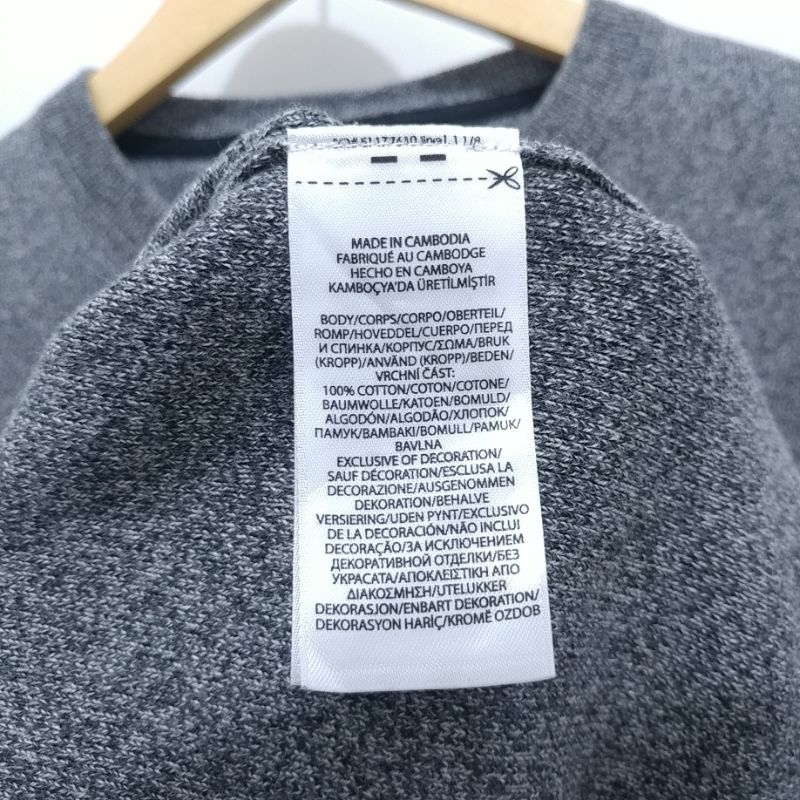 MADE IN CAMBODIA
FABRIQUÉ AU CAMBODGE
HECHO EN CAMBOYA
KAMBOÇYA'DA ÜRETİLMİŞTİR
BODY/CORPS/CORPO/OBERTEIL/
ROMP/HOVEDDEL/CUERPO/ПЕРЕД
И СПИНКА/КОРПУС/ΣΩΜΑ/BRUK
(KROPP)/ANVÄND (KROPP)/BEDEN/
VRCHNÍ ČÁST:
100% COTTON/COTON/COTONE/
BAUMWOLLE/KATOEN/BOMULD/
ALGODÓN/ALGODÃO/ХЛОПОК/
ПАМУК/BAMBAKI/BOMULL/PAMUK/
BAVLNA
EXCLUSIVE OF DECORATION/
SAUF DÉCORATION/ESCLUSA LA
DECORAZIONE/AUSGENOMMEN
DEKORATION/BEHALVE
VERSIERING/UDEN PYNT/EXCLUSIVO
DE LA DECORACIÓN/NÃO INCLUI
DECORAÇÃO/ЗА ИСКЛЮЧЕНИЕМ
ДЕКОРАТИВНОЙ ОТДЕЛКИ/БЕЗ
УКРАСАТА/ΑΠΟΚΛΕΙΣΤΙΚΗ ΑΠΟ
ΔΙΑΚΟΣΜΗΣΗ/UTELUKKER
DEKORASJON/ENBART DEKORATION/
DEKORASYON HARİÇ/KROMĚ OZDOB